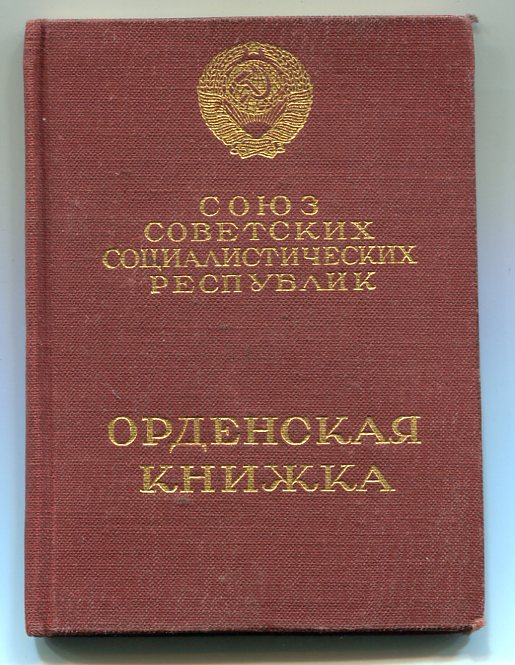 СОЮЗ
СОВЕТСКИХ
СОЦИАЛИСТИЧЕСКИХ
РЕСПУБЛИК
ОРДЕНСКАЯ
КНИЖКА